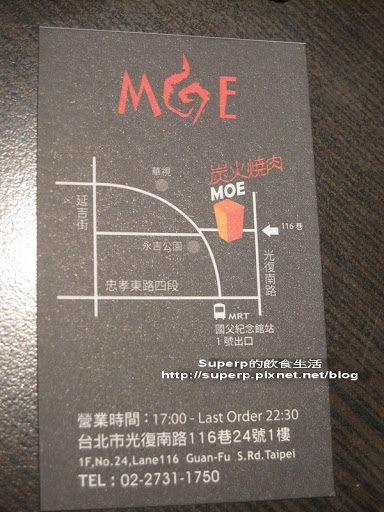 MOE
炭火燒肉
MOE
華視
延吉街
116 巷
永吉公園
光復南路
忠孝東路四段
MRT
國父紀念館站
1 號出口
Superp的飲食生活
http://superp.pixnet.net/blog
營業時間：17:00 - Last Order 22:30
台北市光復南路116巷24號1樓
1F,No.24,Lane116 Guan-Fu S.Rd.Taipei
TEL : 02-2731-1750